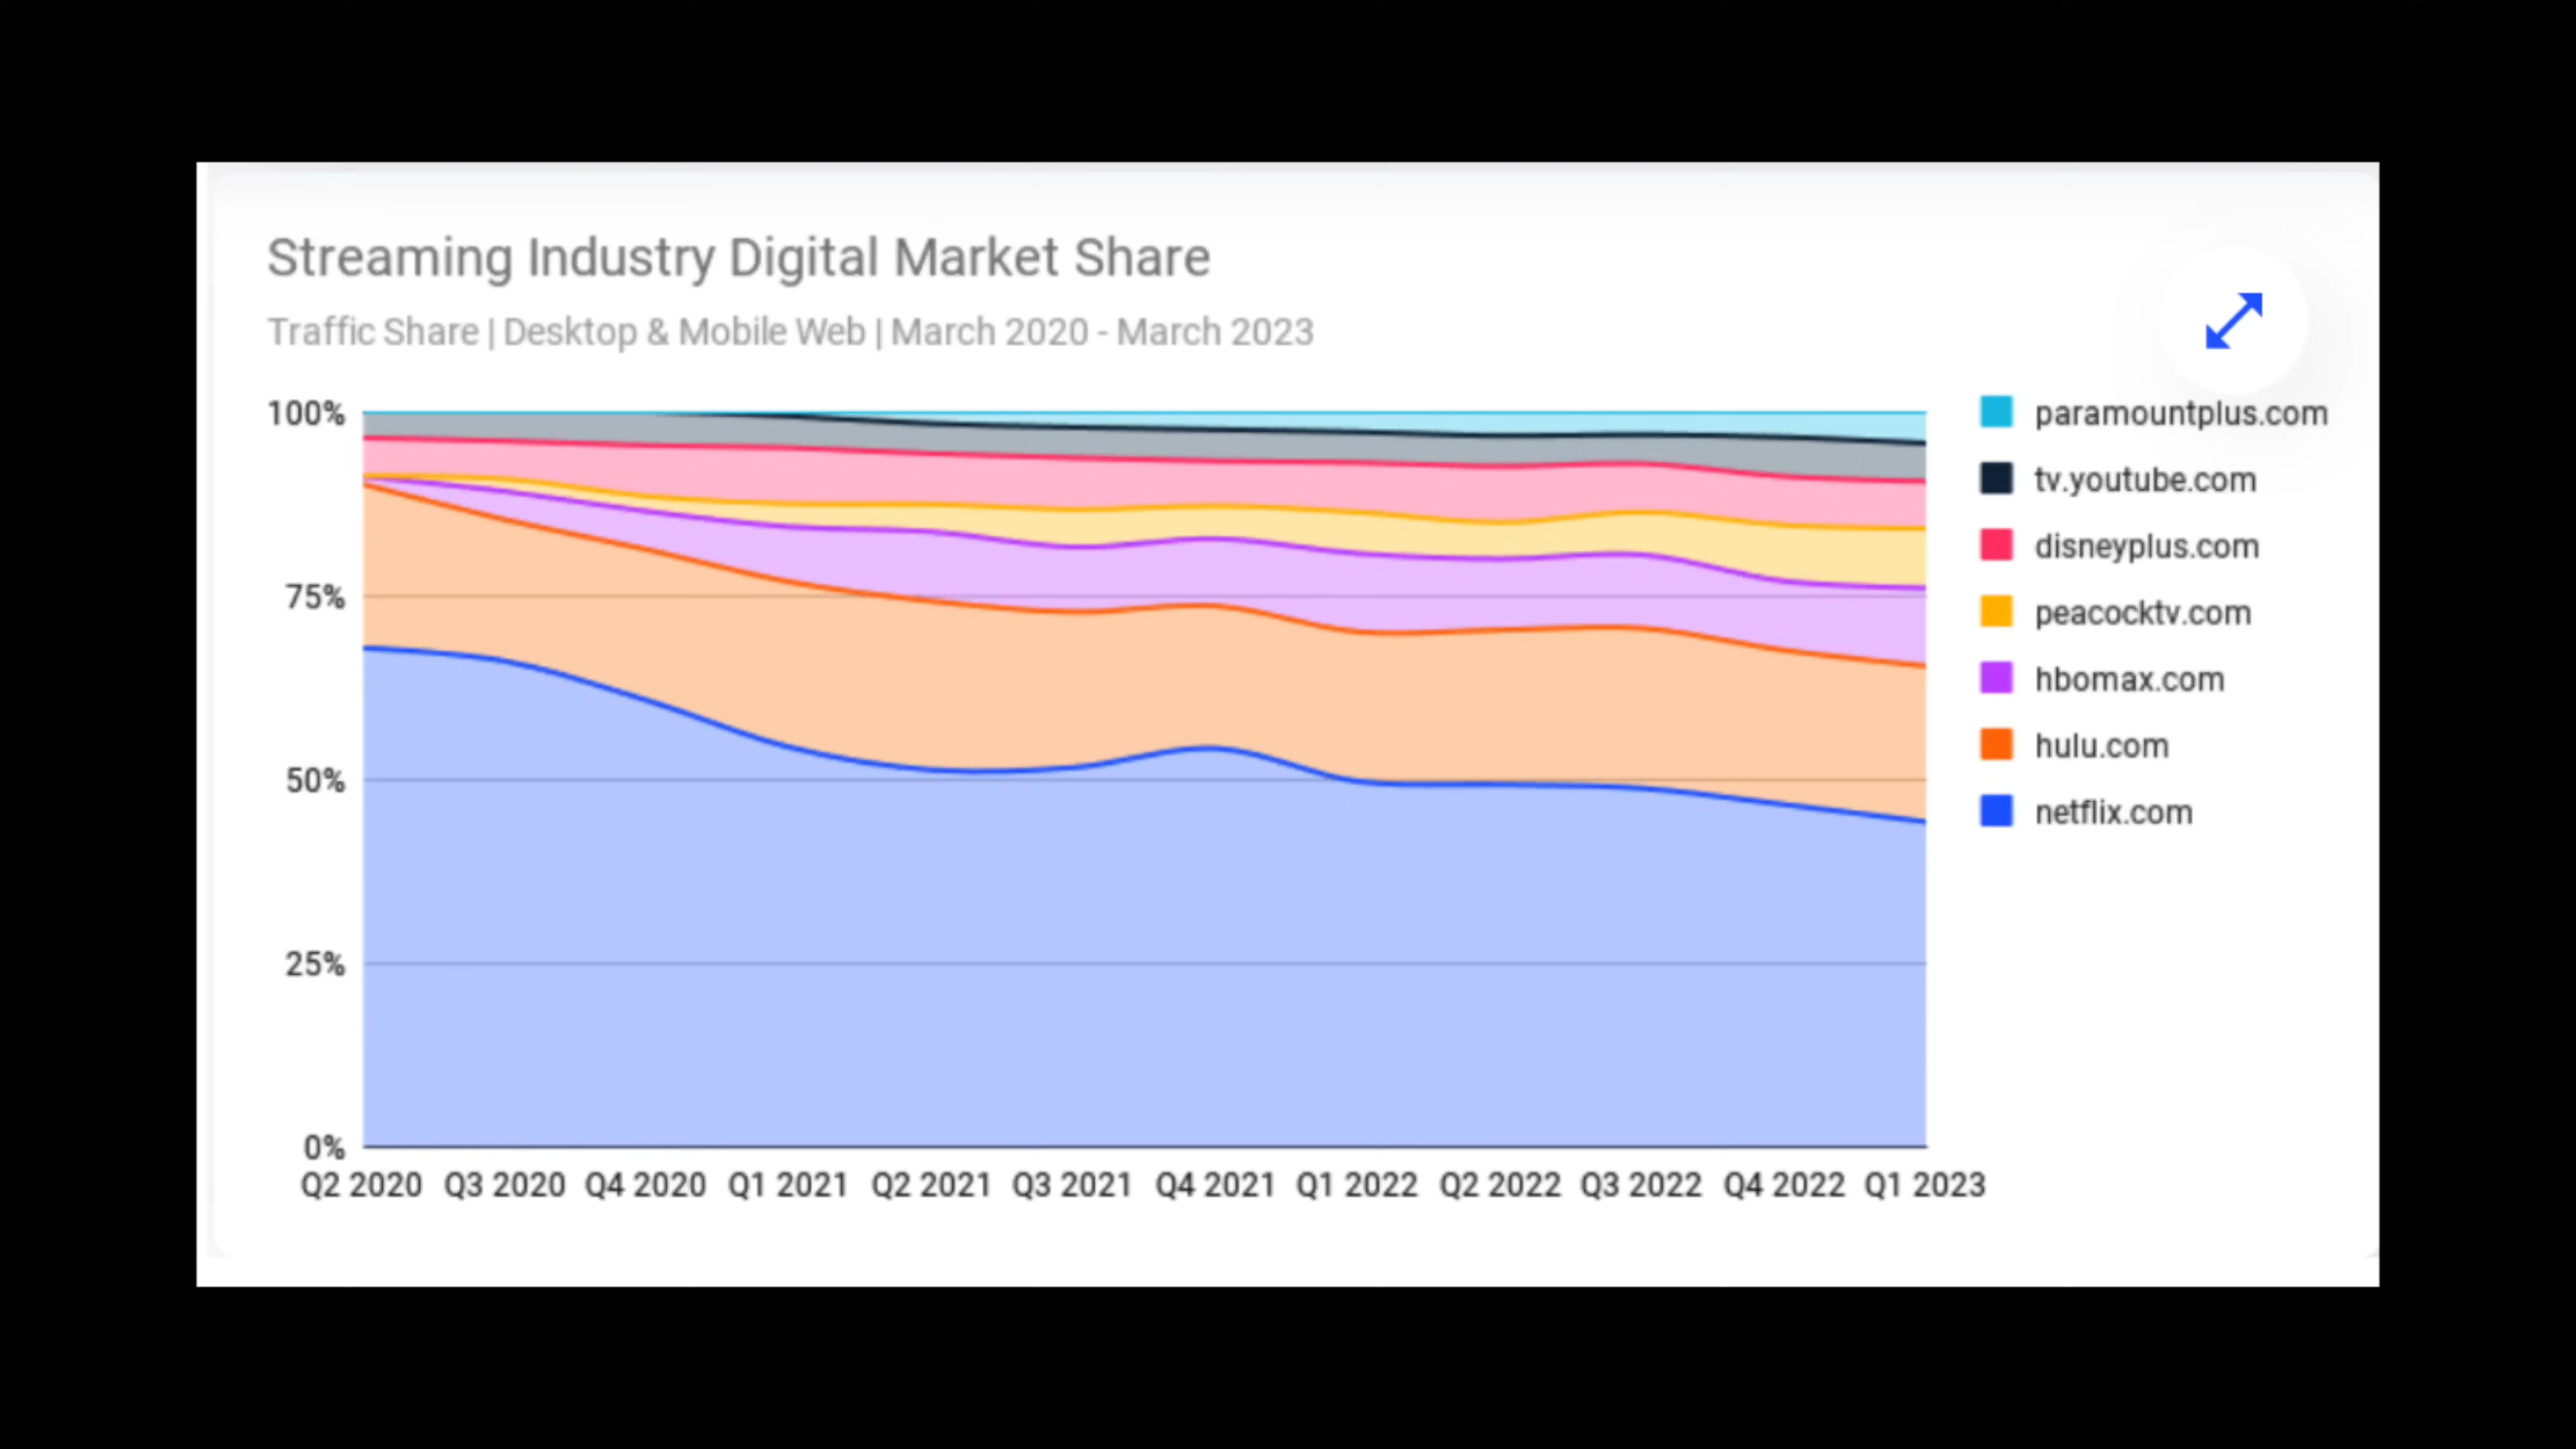 Streaming Industry Digital Market Share
Traffic Share | Desktop & Mobile Web | March 2020 - March 2023
100%
75%
50%
25%
0%
Q2 2020 Q3 2020 Q4 2020 Q1 2021 Q2 2021 Q3 2021 Q4 2021 Q1 2022 Q2 2022 Q3 2022 Q4 2022 Q1 2023
paramountplus.com
tv.youtube.com
disneyplus.com
peacocktv.com
hbomax.com
hulu.com
netflix.com